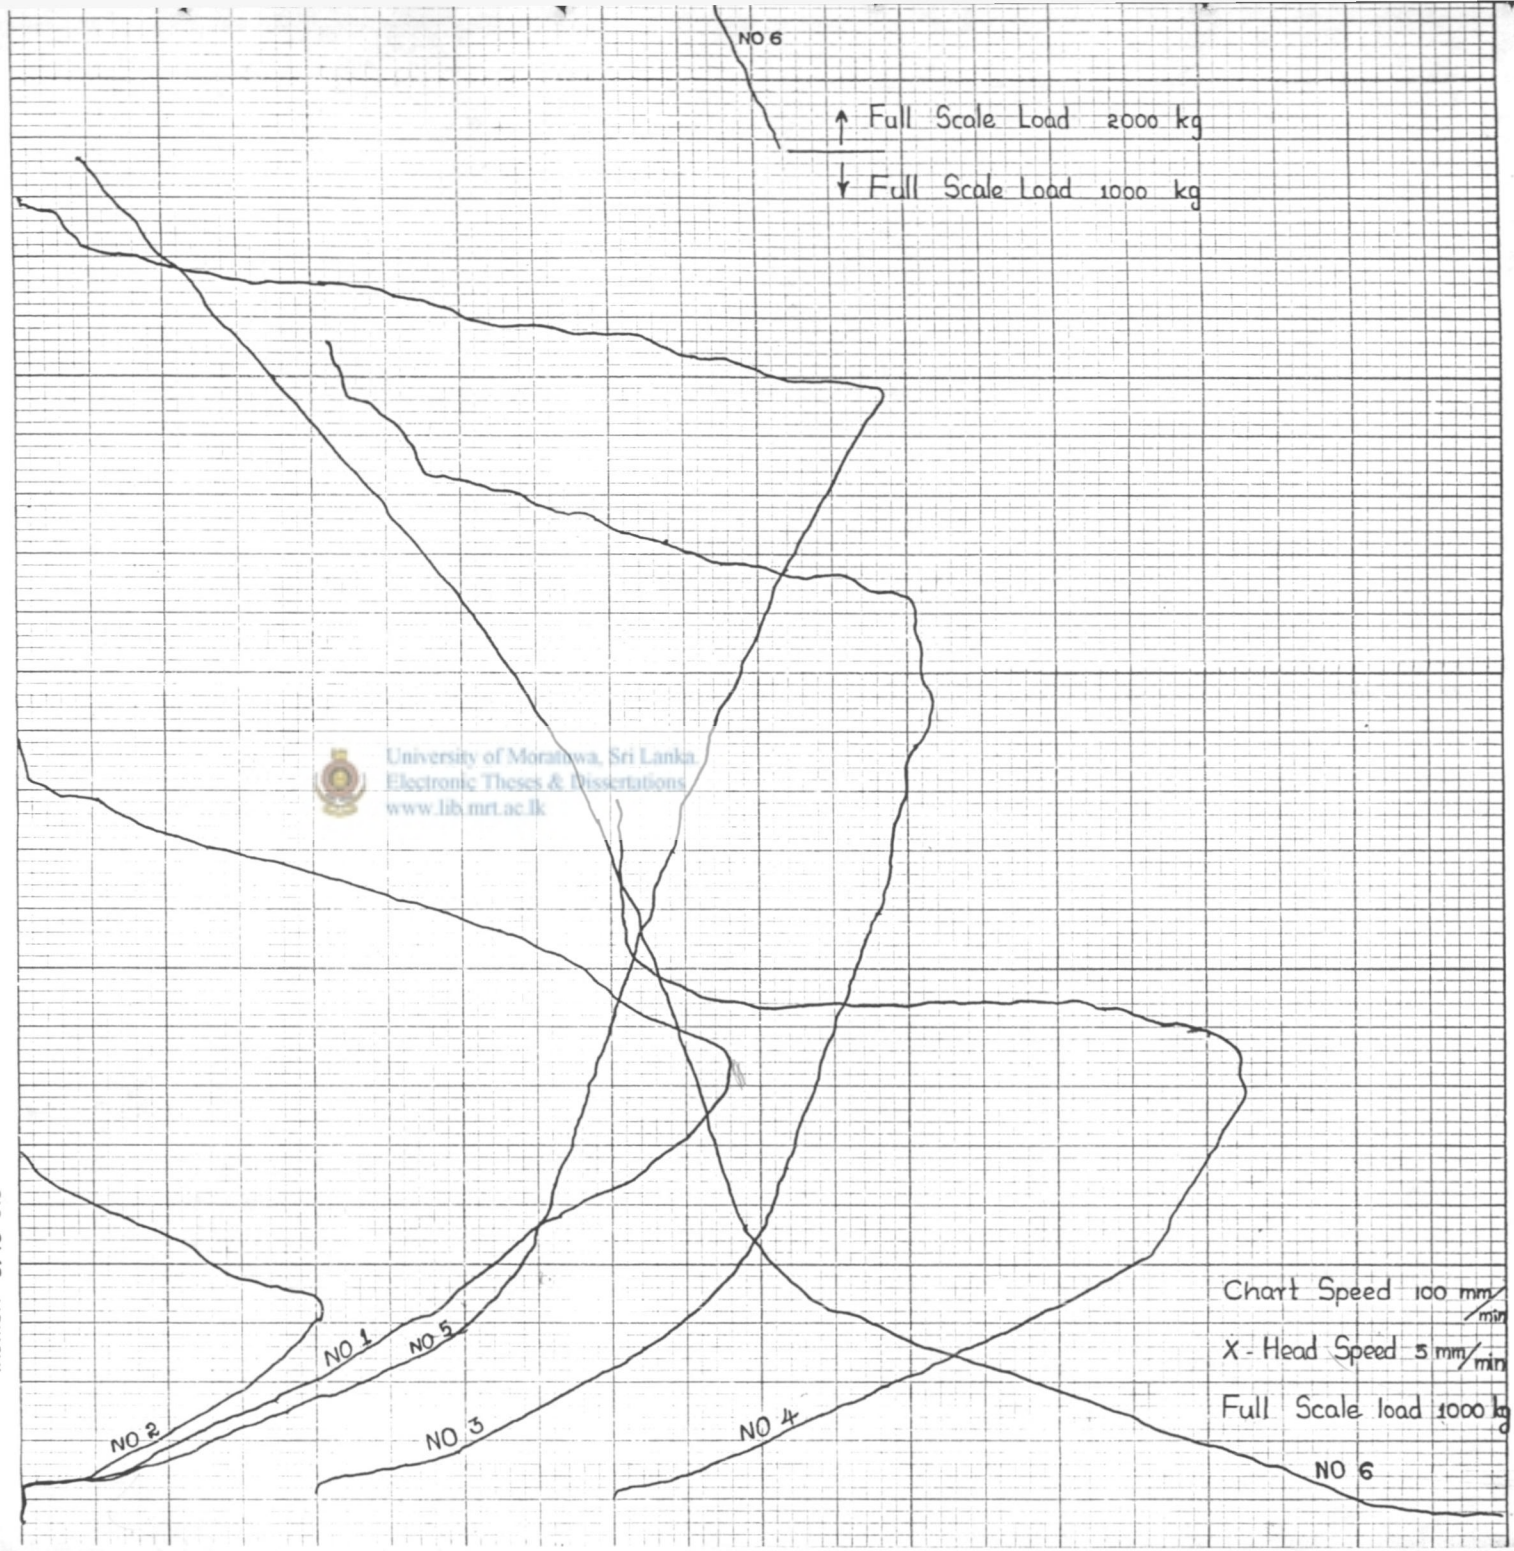 NO 6
Full Scale Load 2000 kg
Full Scale Load 1000 kg
University of Moratuwa, Sri Lanka.
Electronic Theses & Dissertations
www.lib.mrt.ac.lk
Chart Speed 100 mm/min
X - Head Speed 5 mm/min
Full Scale load 1000 kg
NO 1
NO 5
NO 2
NO 3
NO 4
NO 6